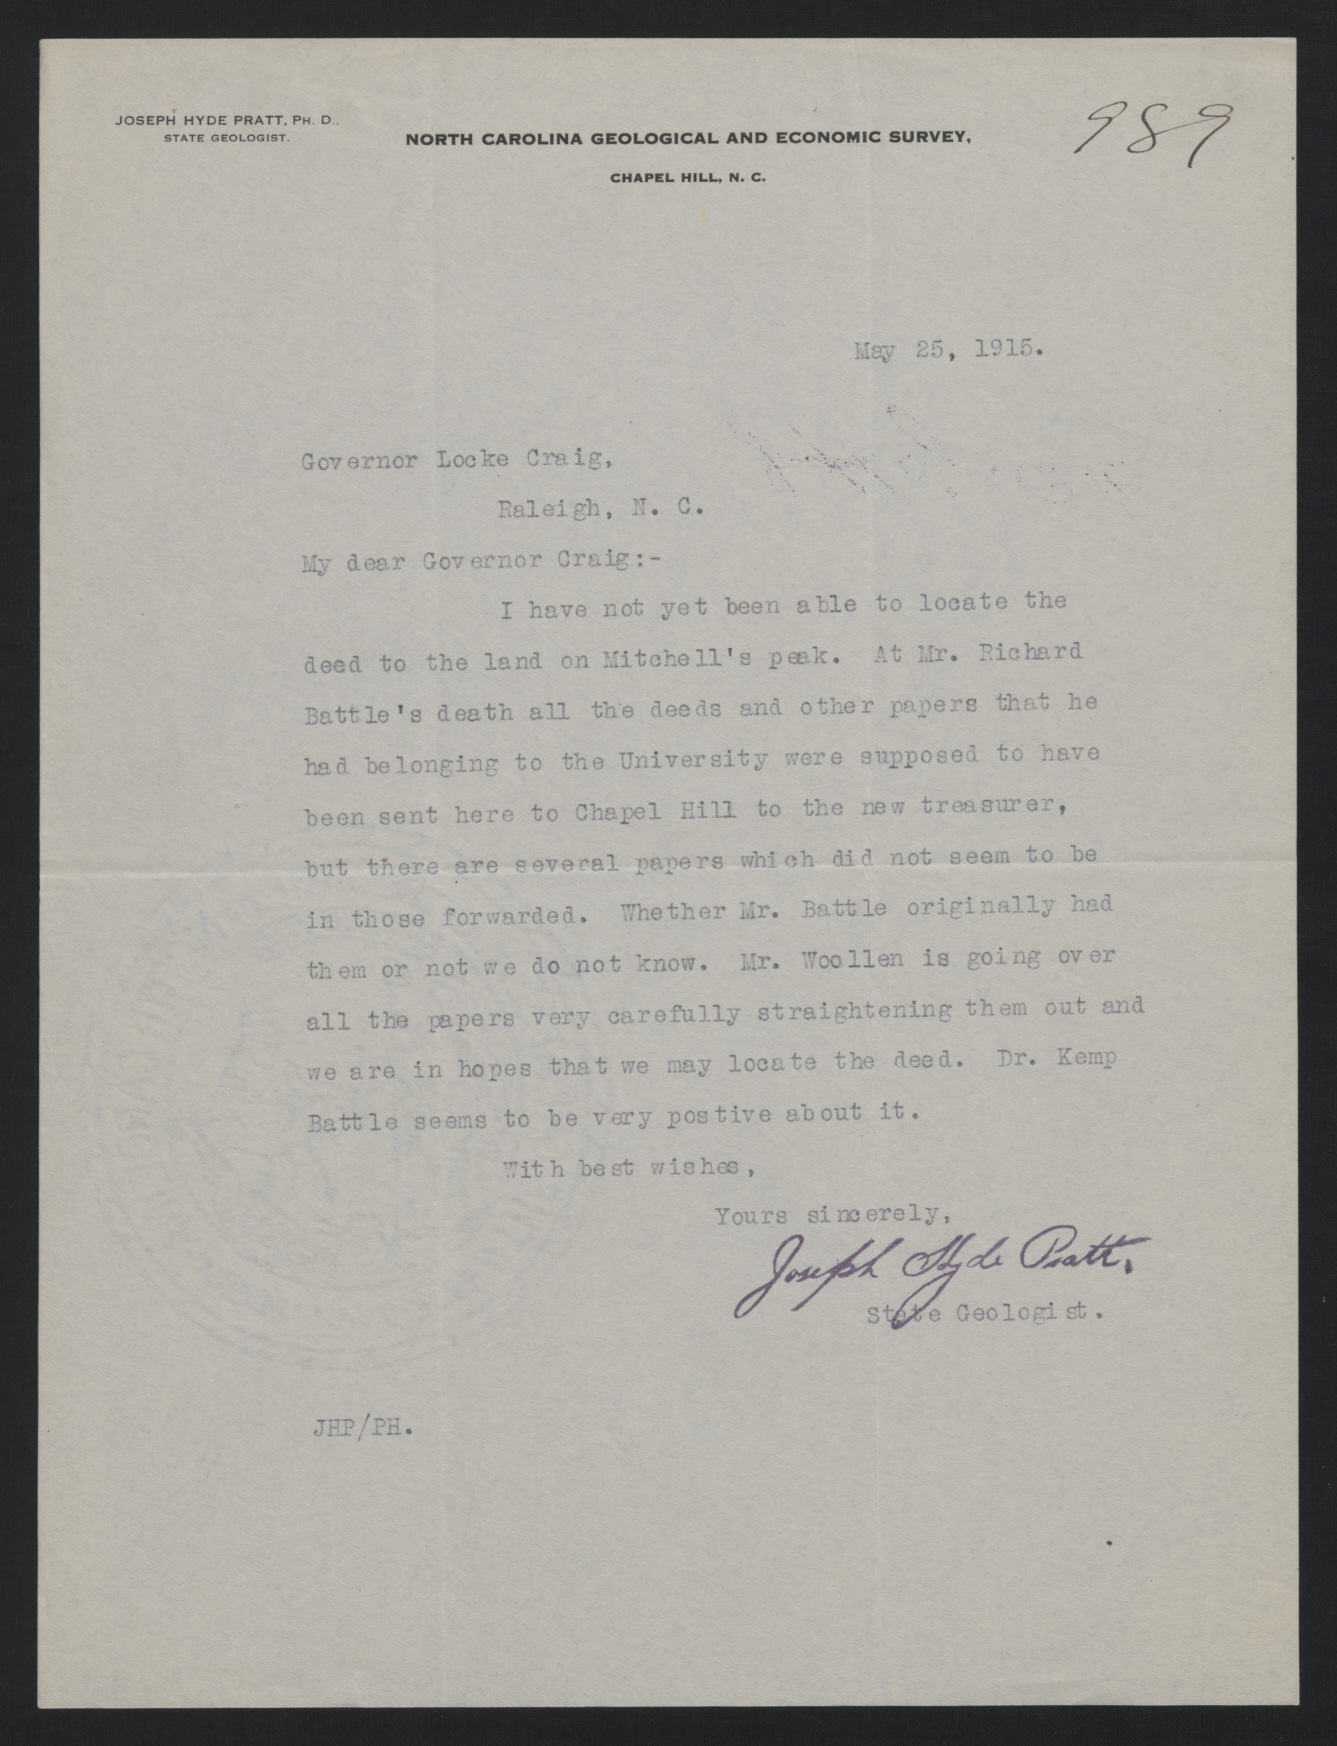 JOSEPH HYDE PRATT, PH. D.,
STATE GEOLOGIST.
NORTH CAROLINA GEOLOGICAL AND ECONOMIC SURVEY,
CHAPEL HILL, N. C.
989
May 25, 1915.
Governor Locke Craig,
Raleigh, N. C.
My dear Governor Craig:-
I have not yet been able to locate the
deed to the land on Mitchell's peak. At Mr. Richard
Battle's death all the deeds and other papers that he
had belonging to the University were supposed to have
been sent here to Chapel Hill to the new treasurer,
but there are several papers which did not seem to be
in those forwarded. Whether Mr. Battle originally had
them or not we do not know. Mr. Woollen is going over
all the papers very carefully straightening them out and
we are in hopes that we may locate the deed. Dr. Kemp
Battle seems to be very postive about it.
With best wishes,
Yours sincerely,
Joseph Hyde Pratt.
State Geologist.
JHP/PH.